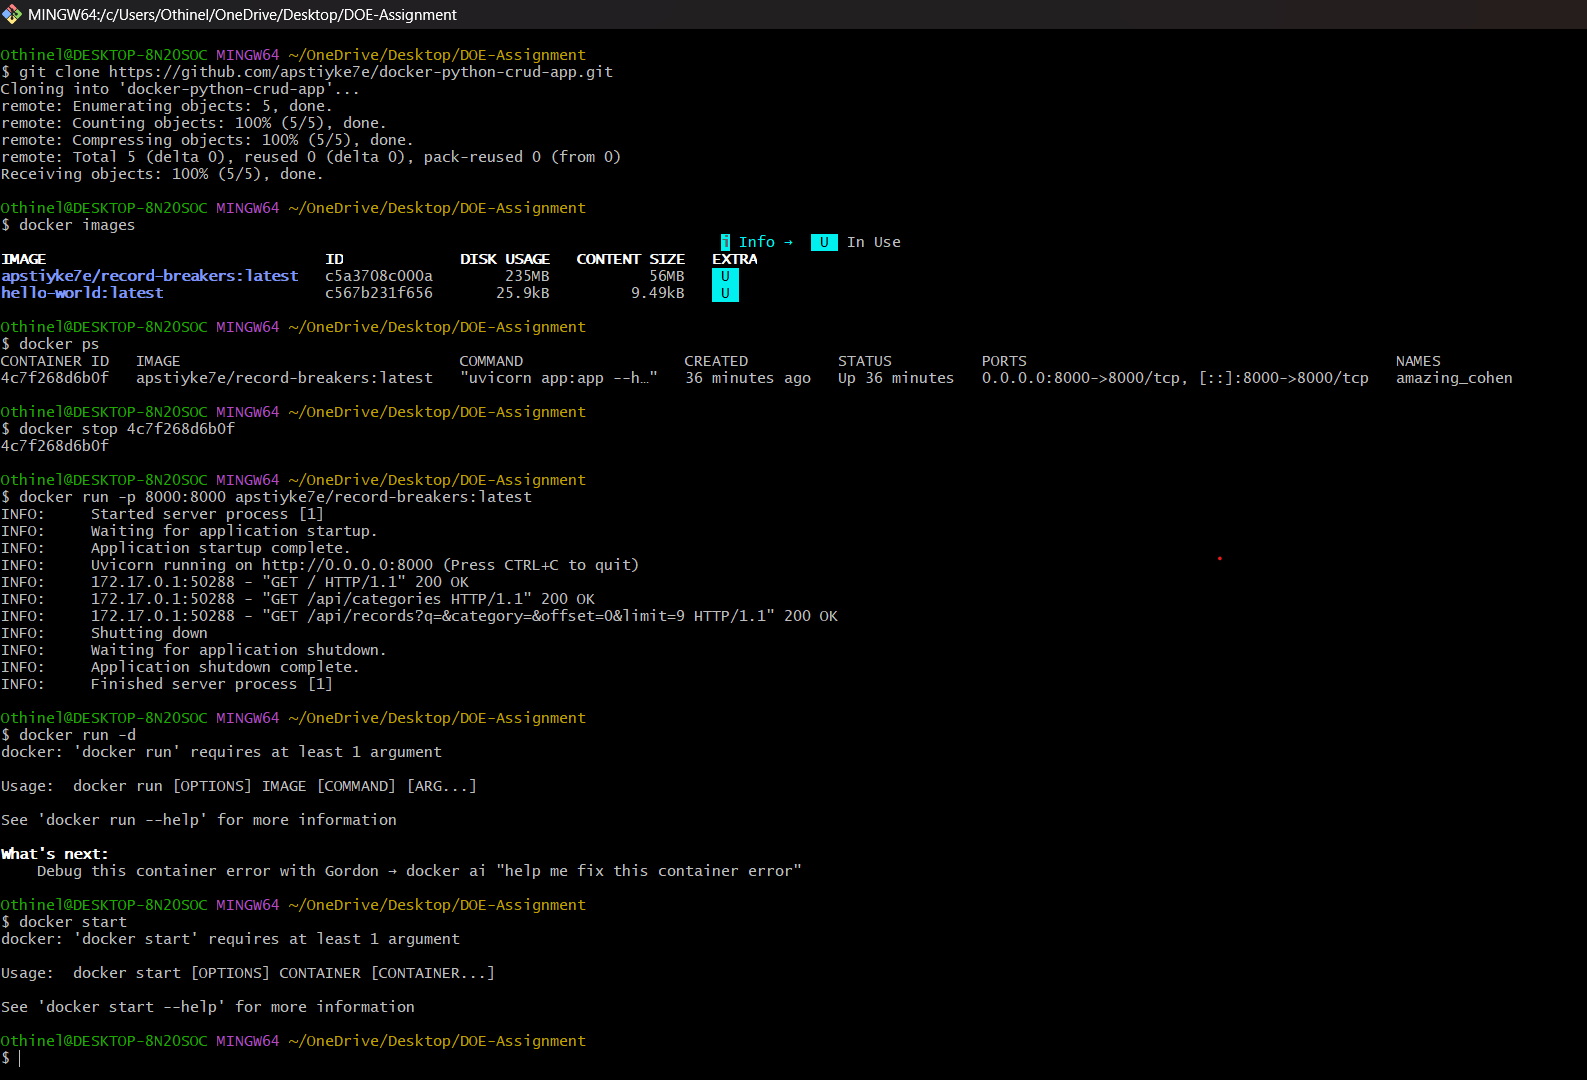 MINGW64:/c/Users/Othinel/OneDrive/Desktop/DOE-Assignment
Othinel@DESKTOP-8N20SOC MINGW64 ~/OneDrive/Desktop/DOE-Assignment
$ git clone https://github.com/apstiyke7e/docker-python-crud-app.git
Cloning into 'docker-python-crud-app'...
remote: Enumerating objects: 5, done.
remote: Counting objects: 100% (5/5), done.
remote: Compressing objects: 100% (5/5), done.
remote: Total 5 (delta 0), reused 0 (delta 0), pack-reused 0 (from 0)
Receiving objects: 100% (5/5), done.
Othinel@DESKTOP-8N20SOC MINGW64 ~/OneDrive/Desktop/DOE-Assignment
$ docker images
i Info → U In Use
IMAGE ID DISK USAGE CONTENT SIZE EXTRA
apstiyke7e/record-breakers:latest c5a3708c000a 235MB 56MB U
hello-world:latest c567b231f656 25.9kB 9.49kB U
Othinel@DESKTOP-8N20SOC MINGW64 ~/OneDrive/Desktop/DOE-Assignment
$ docker ps
CONTAINER ID IMAGE COMMAND CREATED STATUS PORTS NAMES
4c7f268d6b0f apstiyke7e/record-breakers:latest "uvicorn app:app --h…" 36 minutes ago Up 36 minutes 0.0.0.0:8000->8000/tcp, [::]:8000->8000/tcp amazing_cohen
Othinel@DESKTOP-8N20SOC MINGW64 ~/OneDrive/Desktop/DOE-Assignment
$ docker stop 4c7f268d6b0f
4c7f268d6b0f
Othinel@DESKTOP-8N20SOC MINGW64 ~/OneDrive/Desktop/DOE-Assignment
$ docker run -p 8000:8000 apstiyke7e/record-breakers:latest
INFO: Started server process [1]
INFO: Waiting for application startup.
INFO: Application startup complete.
INFO: Uvicorn running on http://0.0.0.0:8000 (Press CTRL+C to quit)
INFO: 172.17.0.1:50288 - "GET / HTTP/1.1" 200 OK
INFO: 172.17.0.1:50288 - "GET /api/categories HTTP/1.1" 200 OK
INFO: 172.17.0.1:50288 - "GET /api/records?q=&category=&offset=0&limit=9 HTTP/1.1" 200 OK
INFO: Shutting down
INFO: Waiting for application shutdown.
INFO: Application shutdown complete.
INFO: Finished server process [1]
Othinel@DESKTOP-8N20SOC MINGW64 ~/OneDrive/Desktop/DOE-Assignment
$ docker run -d
docker: 'docker run' requires at least 1 argument
Usage: docker run [OPTIONS] IMAGE [COMMAND] [ARG...]
See 'docker run --help' for more information
What's next:
Debug this container error with Gordon → docker ai "help me fix this container error"
Othinel@DESKTOP-8N20SOC MINGW64 ~/OneDrive/Desktop/DOE-Assignment
$ docker start
docker: 'docker start' requires at least 1 argument
Usage: docker start [OPTIONS] CONTAINER [CONTAINER...]
See 'docker start --help' for more information
Othinel@DESKTOP-8N20SOC MINGW64 ~/OneDrive/Desktop/DOE-Assignment
$